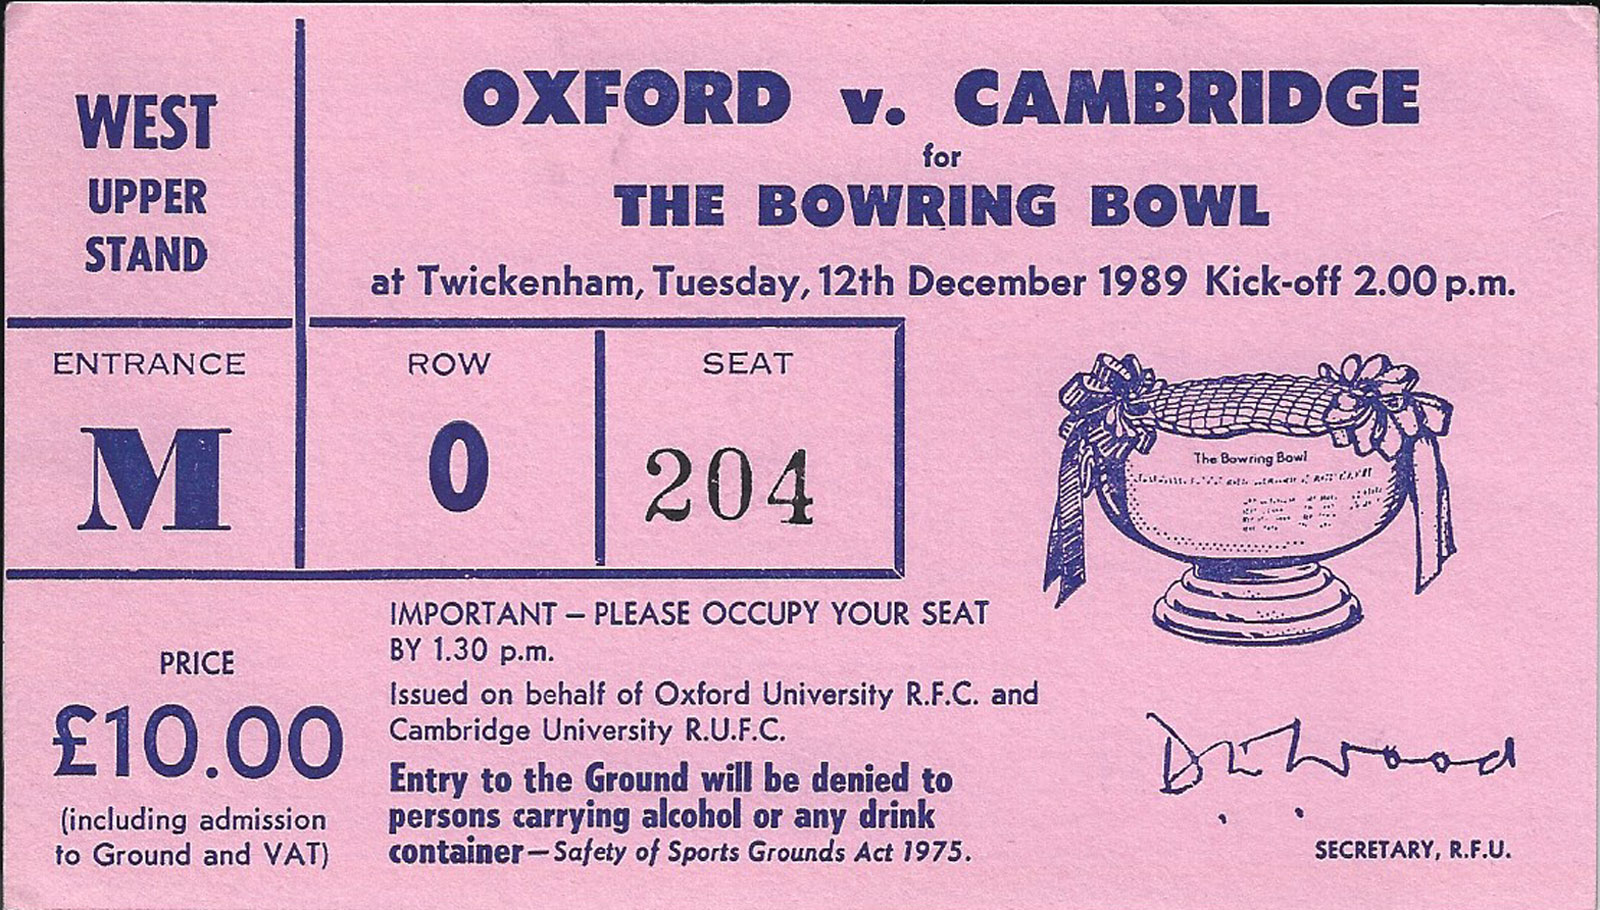 WEST
UPPER
STAND
OXFORD v. CAMBRIDGE
for
THE BOWRING BOWL
at Twickenham, Tuesday, 12th December 1989 Kick-off 2.00 p.m.
ENTRANCE
M
ROW
O
SEAT
204
The Bowring Bowl
PRICE
£10.00
(including admission
to Ground and VAT)
IMPORTANT – PLEASE OCCUPY YOUR SEAT
BY 1.30 p.m.
Issued on behalf of Oxford University R.F.C. and
Cambridge University R.U.F.C.
Entry to the Ground will be denied to
persons carrying alcohol or any drink
container—Safety of Sports Grounds Act 1975.
Wood
SECRETARY, R.F.U.